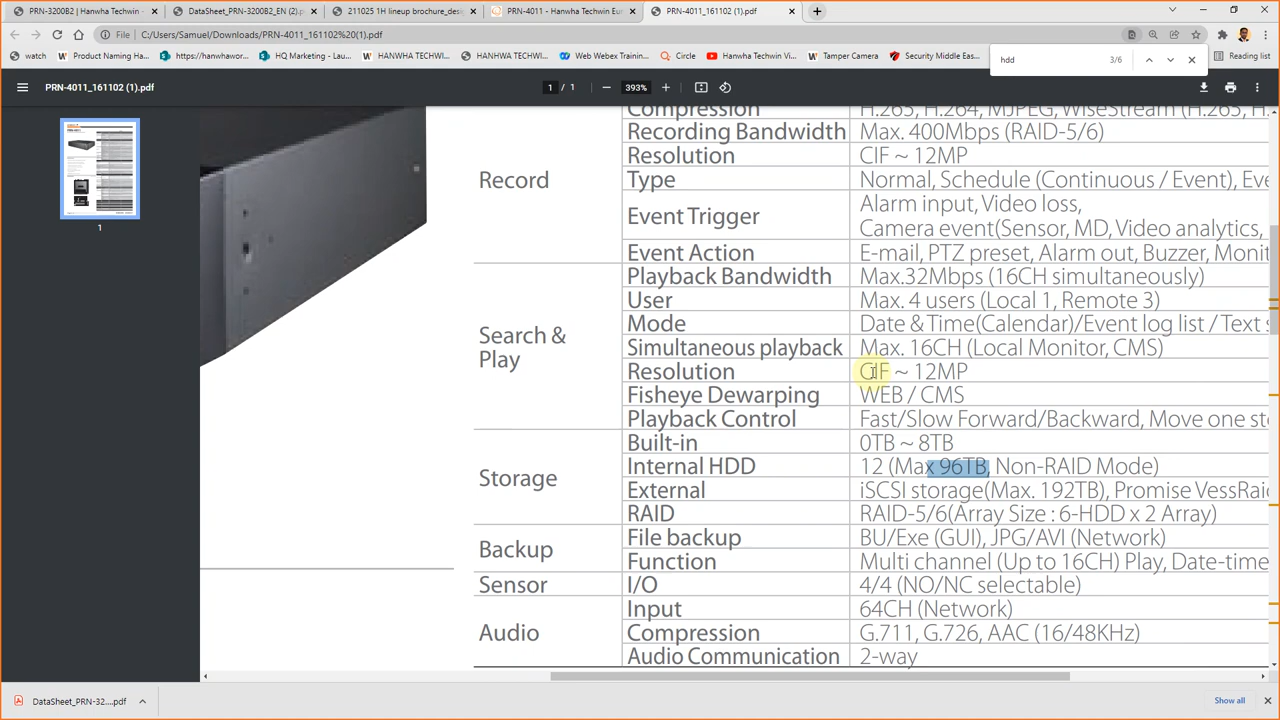 PRN-3200B2 | Hanwha Techwin -
DataSheet_PRN-3200B2_EN (2).pdf
211025 1H lineup brochure_des
PRN-4011 - Hanwha Techwin Eur
PRN-4011_161102 (1).pdf
File
C:/Users/Samuel/Downloads/PRN-4011_161102%20(1).pdf
watch
Product Naming Ha...
https://hanwhawor...
HANWHA TECHWI...
HQ Marketing - Lau...
HANHWA TECHWI...
Web Webex Trainin...
Circle
Hanwha Techwin Vi...
Tamper Camera
Security Middle Eas...
Reading list
hdd
3/6
PRN-4011_161102 (1).pdf
1 / 1
393%
1
Compression H.265, H.264, MJPEG, WiseStream (H.265, H.
Record
Recording Bandwidth Max. 400Mbps (RAID-5/6)
Resolution CIF ~ 12MP
Type Normal, Schedule (Continuous / Event), Eve
Event Trigger Alarm input, Video loss,
Camera event(Sensor, MD, Video analytics,
Event Action E-mail, PTZ preset, Alarm out, Buzzer, Monit
Search &
Play
Playback Bandwidth Max.32Mbps (16CH simultaneously)
User Max. 4 users (Local 1, Remote 3)
Mode Date & Time(Calendar)/Event log list / Text s
Simultaneous playback Max. 16CH (Local Monitor, CMS)
Resolution CIF ~ 12MP
Fisheye Dewarping WEB / CMS
Playback Control Fast/Slow Forward/Backward, Move one ste
Storage
Built-in 0TB ~ 8TB
Internal HDD 12 (Max 96TB, Non-RAID Mode)
External iSCSI storage(Max. 192TB), Promise VessRaid
RAID RAID-5/6(Array Size : 6-HDD x 2 Array)
Backup
File backup BU/Exe (GUI), JPG/AVI (Network)
Function Multi channel (Up to 16CH) Play, Date-time
Sensor I/O 4/4 (NO/NC selectable)
Audio
Input 64CH (Network)
Compression G.711, G.726, AAC (16/48KHz)
Audio Communication 2-way
DataSheet_PRN-32....pdf
Show all